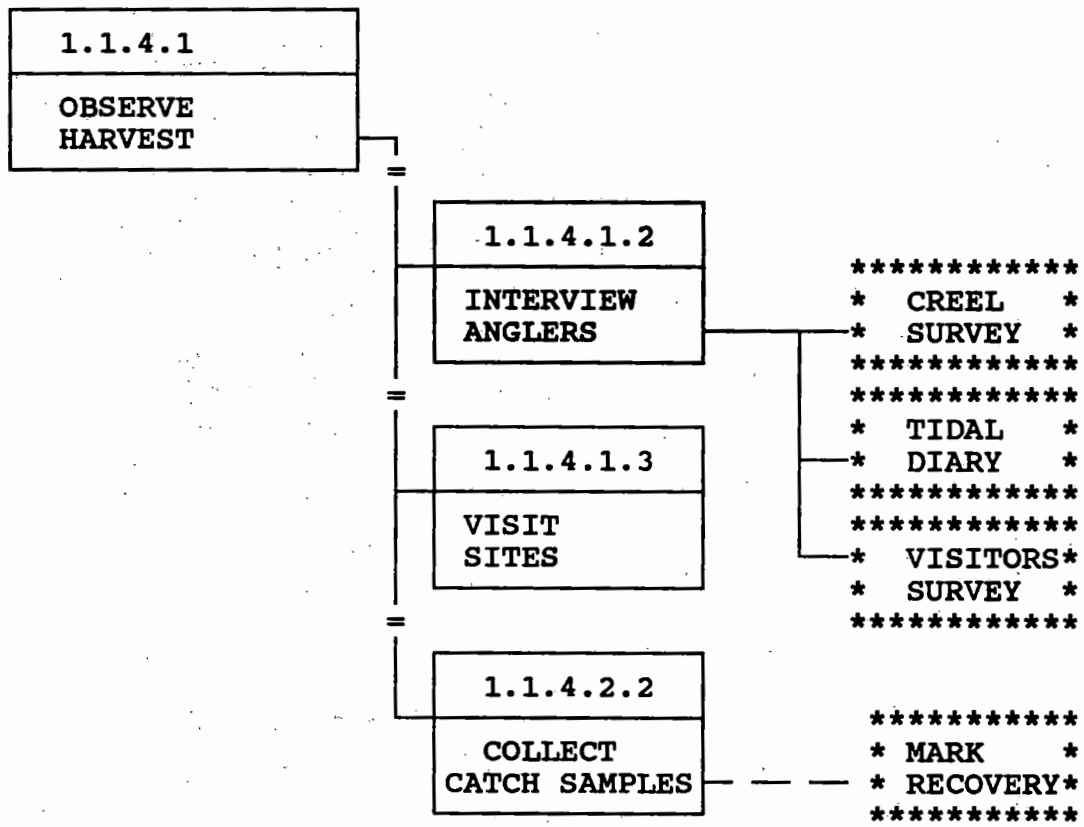 1.1.4.1
OBSERVE
HARVEST
=
1.1.4.1.2
INTERVIEW
ANGLERS
************
* CREEL *
* SURVEY *
************
=
************
* TIDAL *
* DIARY *
************
1.1.4.1.3
VISIT
SITES
************
* VISITORS*
* SURVEY *
************
=
1.1.4.2.2
COLLECT
CATCH SAMPLES
***********
* MARK *
* RECOVERY*
***********